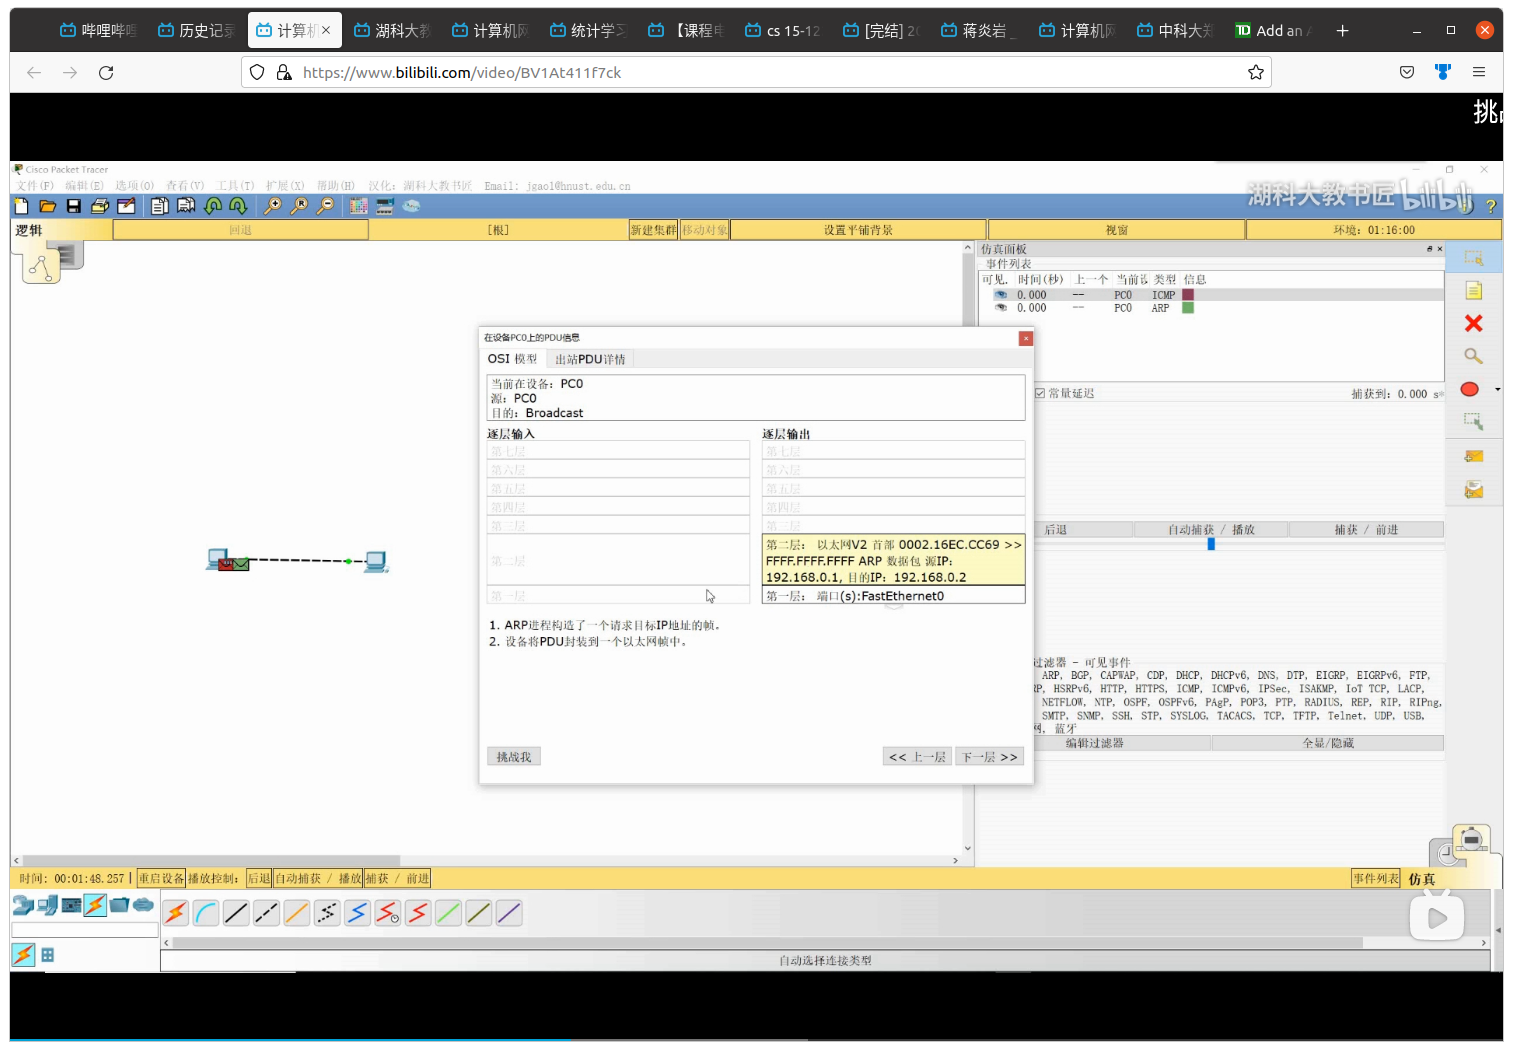 哔哩哔哩
历史记录
计算机
湖科大教
计算机网
统计学习
【课程电
cs 15-12
[完结] 20
蒋炎岩 _
计算机网
中科大郑
Add an A
https://www.bilibili.com/video/BV1At411f7ck
挑战
Cisco Packet Tracer
文件(F) 编辑(E) 选项(O) 查看(V) 工具(T) 扩展(X) 帮助(H) 汉化: 湖科大教书匠 Email: jgaol@hnust.edu.cn
湖科大教书匠 bilibili
逻辑 回退 [根] 新建集群 移动对象 设置平铺背景 视窗 环境: 01:16:00
仿真面板
事件列表
可见. 时间(秒) 上一个 当前设 类型 信息
0.000 -- PC0 ICMP
0.000 -- PC0 ARP
在设备PC0上的PDU信息
OSI 模型 出站PDU详情
当前在设备: PC0
源: PC0
目的: Broadcast
常量延迟 捕获到: 0.000 s*
逐层输入 逐层输出
第七层 第七层
第六层 第六层
第五层 第五层
第四层 第四层
第三层 第三层
第二层
第二层: 以太网V2 首部 0002.16EC.CC69 >>
FFFF.FFFF.FFFF ARP 数据包 源IP:
192.168.0.1, 目的IP: 192.168.0.2
第一层 第一层: 端口(s):FastEthernet0
1. ARP进程构造了一个请求目标IP地址的帧。
2. 设备将PDU封装到一个以太网帧中。
挑战我 << 上一层 下一层 >>
后退 自动捕获 / 播放 捕获 / 前进
过滤器 - 可见事件
ARP, BGP, CAPWAP, CDP, DHCP, DHCPv6, DNS, DTP, EIGRP, EIGRPv6, FTP,
RP, HSRPv6, HTTP, HTTPS, ICMP, ICMPv6, IPSec, ISAKMP, IoT TCP, LACP,
NETFLOW, NTP, OSPF, OSPFv6, PAgP, POP3, PTP, RADIUS, REP, RIP, RIPng,
SMTP, SNMP, SSH, STP, SYSLOG, TACACS, TCP, TFTP, Telnet, UDP, USB,
网, 蓝牙
编辑过滤器 全显/隐藏
时间: 00:01:48.257 重启设备 播放控制: 后退 自动捕获 / 播放 捕获 / 前进 事件列表 仿真
自动选择连接类型